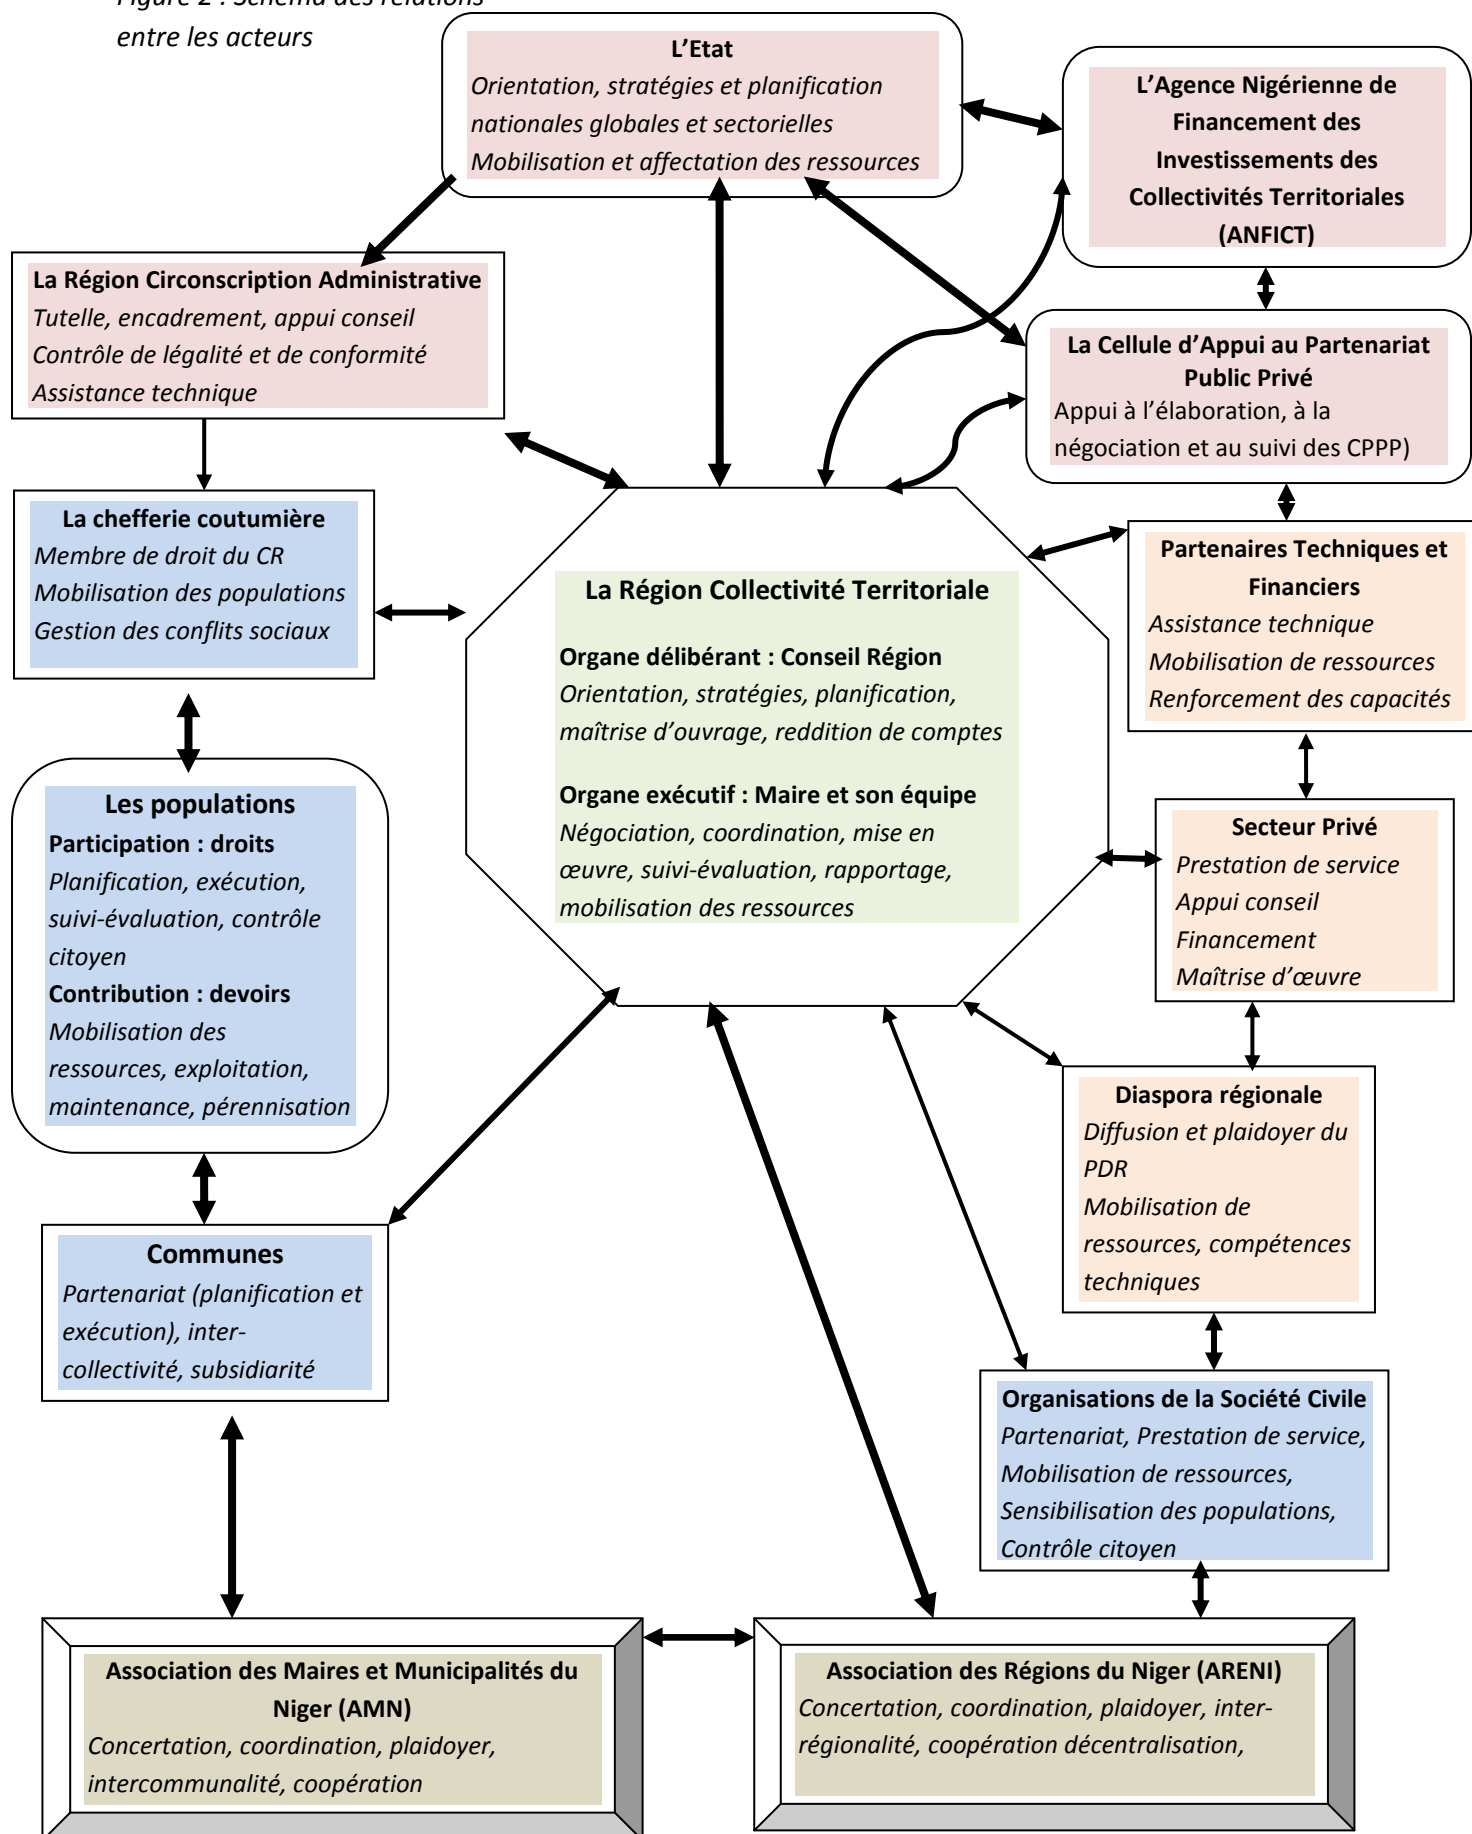 Figure 2 : Schéma des relations
entre les acteurs
L'Etat
Orientation, stratégies et planification
nationales globales et sectorielles
Mobilisation et affectation des ressources
L'Agence Nigérienne de
Financement des
Investissements des
Collectivités Territoriales
(ANFICT)
La Région Circonscription Administrative
Tutelle, encadrement, appui conseil
Contrôle de légalité et de conformité
Assistance technique
La Cellule d'Appui au Partenariat
Public Privé
Appui à l'élaboration, à la
négociation et au suivi des CPPP)
La chefferie coutumière
Membre de droit du CR
Mobilisation des populations
Gestion des conflits sociaux
La Région Collectivité Territoriale
Organe délibérant : Conseil Région
Orientation, stratégies, planification,
maîtrise d'ouvrage, reddition de comptes
Organe exécutif : Maire et son équipe
Négociation, coordination, mise en
œuvre, suivi-évaluation, rapportage,
mobilisation des ressources
Partenaires Techniques et
Financiers
Assistance technique
Mobilisation de ressources
Renforcement des capacités
Les populations
Participation : droits
Planification, exécution,
suivi-évaluation, contrôle
citoyen
Contribution : devoirs
Mobilisation des
ressources, exploitation,
maintenance, pérennisation
Secteur Privé
Prestation de service
Appui conseil
Financement
Maîtrise d'œuvre
Diaspora régionale
Diffusion et plaidoyer du
PDR
Mobilisation de
ressources, compétences
techniques
Communes
Partenariat (planification et
exécution), inter-
collectivité, subsidiarité
Organisations de la Société Civile
Partenariat, Prestation de service,
Mobilisation de ressources,
Sensibilisation des populations,
Contrôle citoyen
Association des Maires et Municipalités du
Niger (AMN)
Concertation, coordination, plaidoyer,
intercommunalité, coopération
Association des Régions du Niger (ARENI)
Concertation, coordination, plaidoyer, inter-
régionalité, coopération décentralisation,